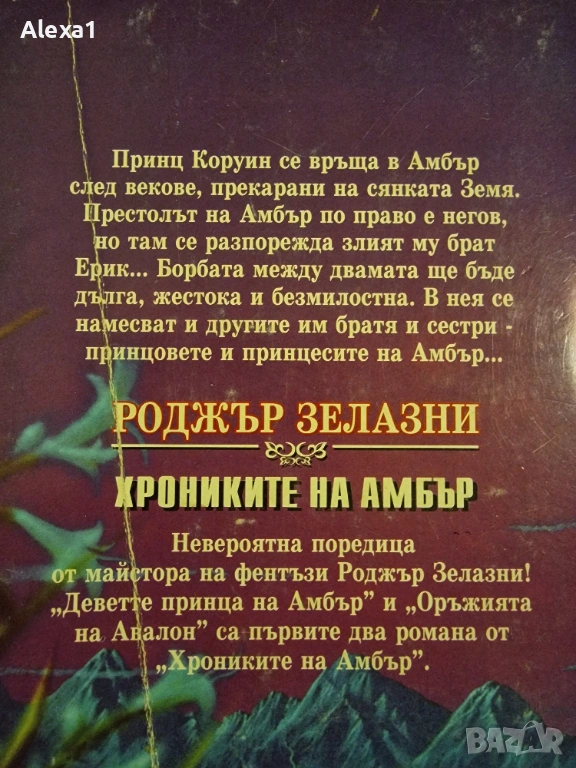 Alexa1
Принц Коруин се връща в Амбър
след векове, прекарани на сянката Земя.
Престолът на Амбър по право е негов,
но там се разпорежда злият му брат
Ерик... Борбата между двамата ще бъде
дълга, жестока и безмилостна. В нея се
намесват и другите им братя и сестри -
принцовете и принцесите на Амбър...
РОДЖЪР ЗЕЛАЗНИ
ХРОНИКИТЕ НА АМБЪР
Невероятна поредица
от майстора на фентъзи Роджър Зелазни!
„Деветте принца на Амбър” и „Оръжията
на Авалон” са първите два романа от
„Хрониките на Амбър”.
BAZAR